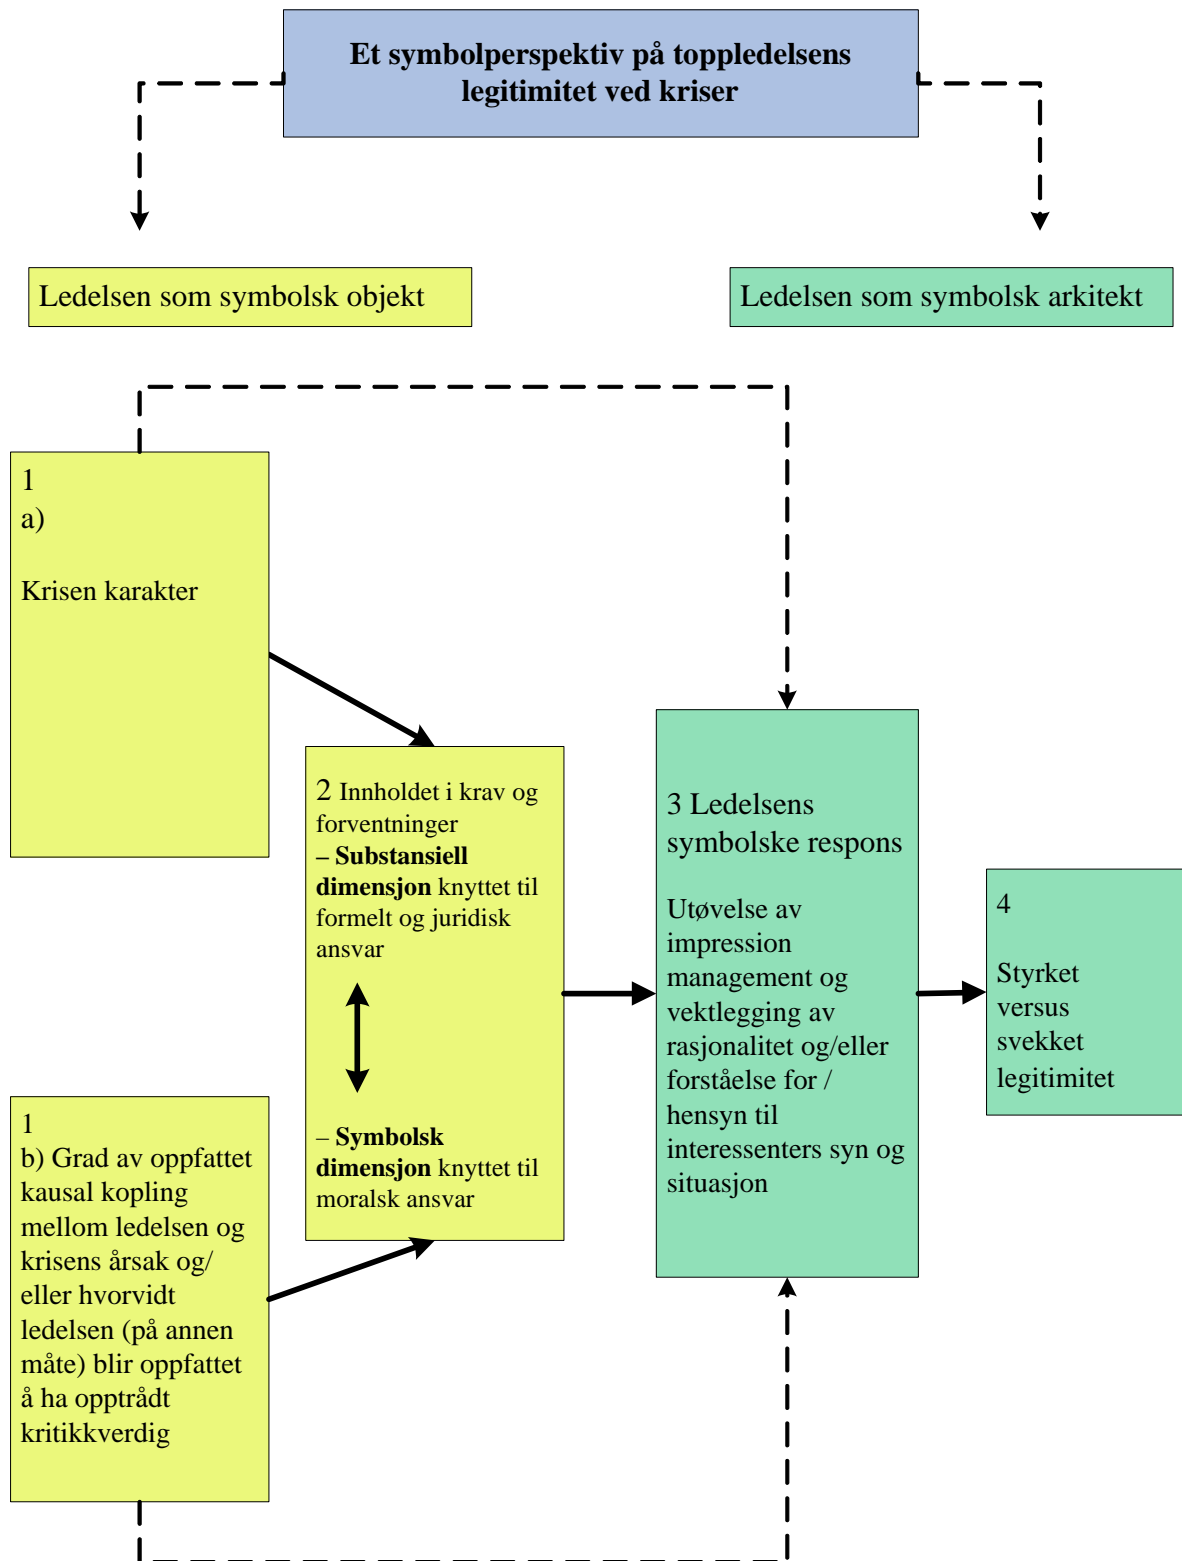 Et symbolperspektiv på toppledelsens
legitimitet ved kriser
Ledelsen som symbolsk objekt
Ledelsen som symbolsk arkitekt
1
a)
Krisen karakter
1
b) Grad av oppfattet
kausal kopling
mellom ledelsen og
krisens årsak og/
eller hvorvidt
ledelsen (på annen
måte) blir oppfattet
å ha opptrådt
kritikkverdig
2 Innholdet i krav og
forventninger
– Substansiell
dimensjon knyttet til
formelt og juridisk
ansvar
– Symbolsk
dimensjon knyttet til
moralsk ansvar
3 Ledelsens
symbolske respons
Utøvelse av
impression
management og
vektlegging av
rasjonalitet og/eller
forståelse for /
hensyn til
interessenters syn og
situasjon
4
Styrket
versus
svekket
legitimitet